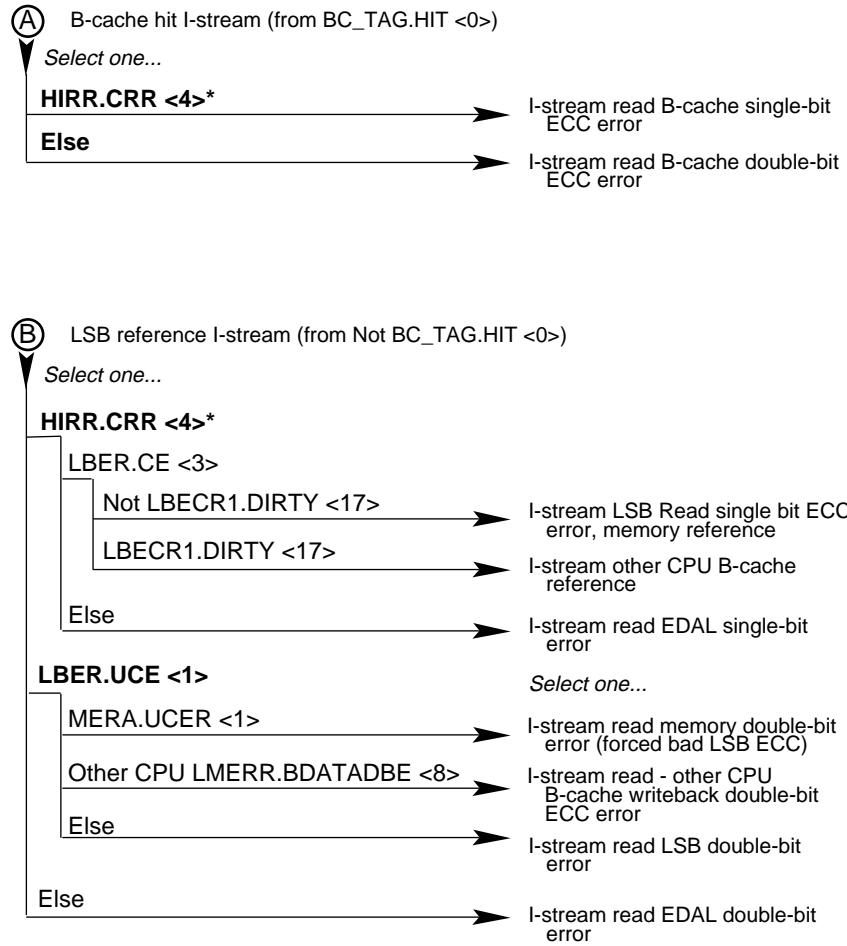 A B-cache hit I-stream (from BC_TAG.HIT <0>)
Select one...
HIRR.CRR <4>*
I-stream read B-cache single-bit
ECC error
Else
I-stream read B-cache double-bit
ECC error
B LSB reference I-stream (from Not BC_TAG.HIT <0>)
Select one...
HIRR.CRR <4>*
LBER.CE <3>
Not LBECR1.DIRTY <17>
I-stream LSB Read single bit ECC
error, memory reference
LBECR1.DIRTY <17>
I-stream other CPU B-cache
reference
Else
I-stream read EDAL single-bit
error
LBER.UCE <1>
Select one...
MERA.UCER <1>
I-stream read memory double-bit
error (forced bad LSB ECC)
Other CPU LMERR.BDATADBE <8>
I-stream read - other CPU
B-cache writeback double-bit
ECC error
Else
I-stream read LSB double-bit
error
Else
I-stream read EDAL double-bit
error